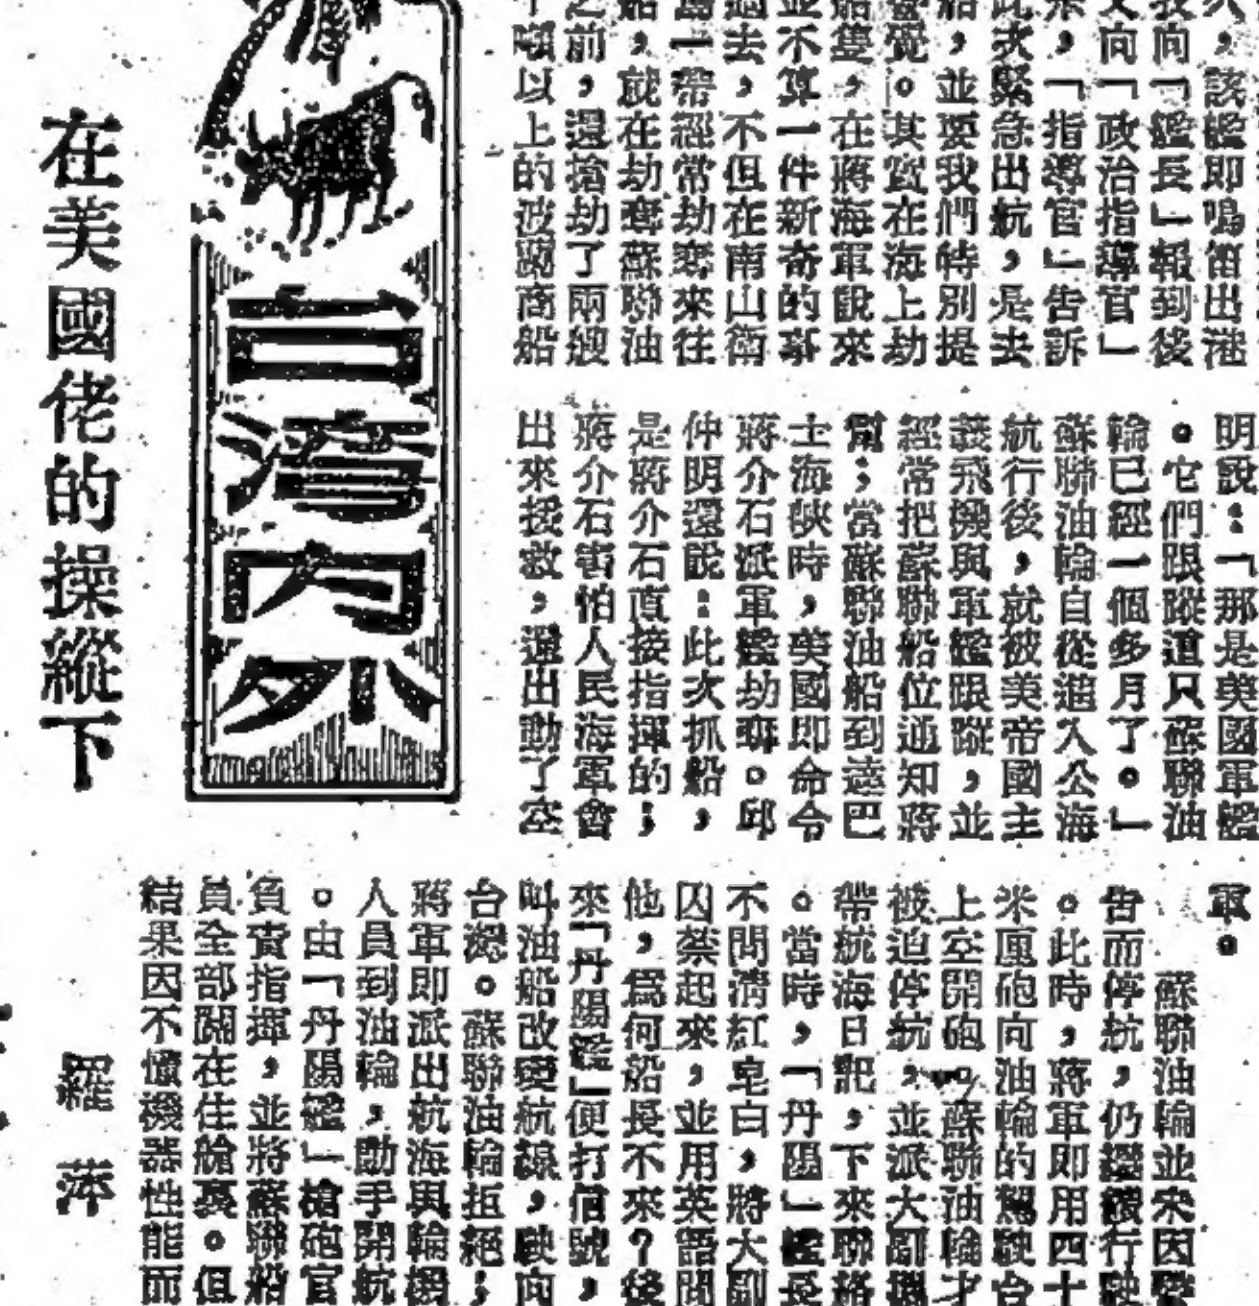 久，該艦即鳴笛出港
我向「艦長」報到後
又向「政治指導官」
來，「指導官」告訴
此次緊急出航，是去
船，並要我們特別提
警覺。其實在海上劫
船隻，在蔣海軍說來
並不算一件新奇的事
過去，不但在南山衛
島一帶經常劫奪來往
船，就在劫奪蘇聯油
之前，還搶劫了兩艘
噸以上的波蘭商船
台湾内外
在美國佬的操縱下
明說：「那是美國軍艦
。它們跟蹤這只蘇聯油
輪已經一個多月了。」
蘇聯油輪自從進入公海
航行後，就被美帝國主
義飛機與軍艦跟蹤，並
經常把蘇聯船位通知蔣
幫；當蘇聯油船到達巴
士海峽時，美國即命令
蔣介石派軍艦劫奪。邱
仲明還說：此次抓船，
是蔣介石直接指揮的；
蔣介石害怕人民海軍會
出來援救，還出動了空
軍。
蘇聯油輪並未因警
告而停航，仍繼續行駛
。此時，蔣軍即用四十
米厘砲向油輪的駕駛台
上空開砲。蘇聯油輪才
被迫停航，並派大副攜
帶航海日記，下來聯絡
。當時，「丹陽」艦長
不問清紅皂白，將大副
囚禁起來，並用英語問
他，爲何船長不來？後
來「丹陽艦」便打信號，
叫油船改變航線，駛向
台灣。蘇聯油輪拒絕；
蔣軍即派出航海與輪機
人員到油輪，動手開航
。由「丹陽艦」槍砲官
負責指揮，並將蘇聯船
員全部關在住艙裏。但
結果因不懂機器性能而
羅萍